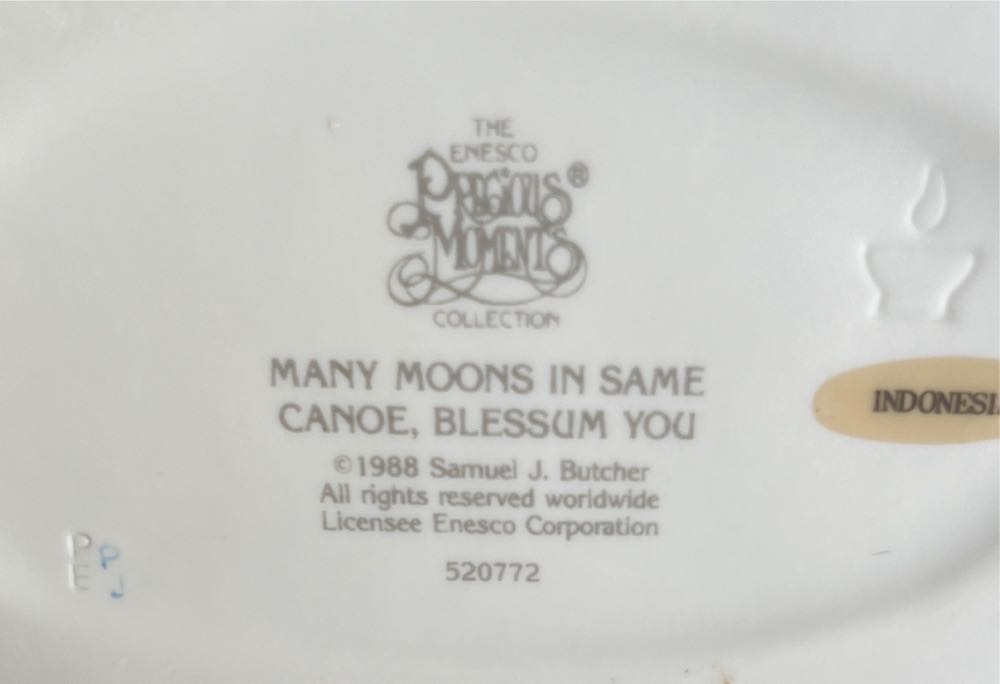 THE
ENESCO
PRECIOUS®
MOMENTS
COLLECTION
MANY MOONS IN SAME
CANOE, BLESSUM YOU
©1988 Samuel J. Butcher
All rights reserved worldwide
Licensee Enesco Corporation
520772
INDONESI
PE